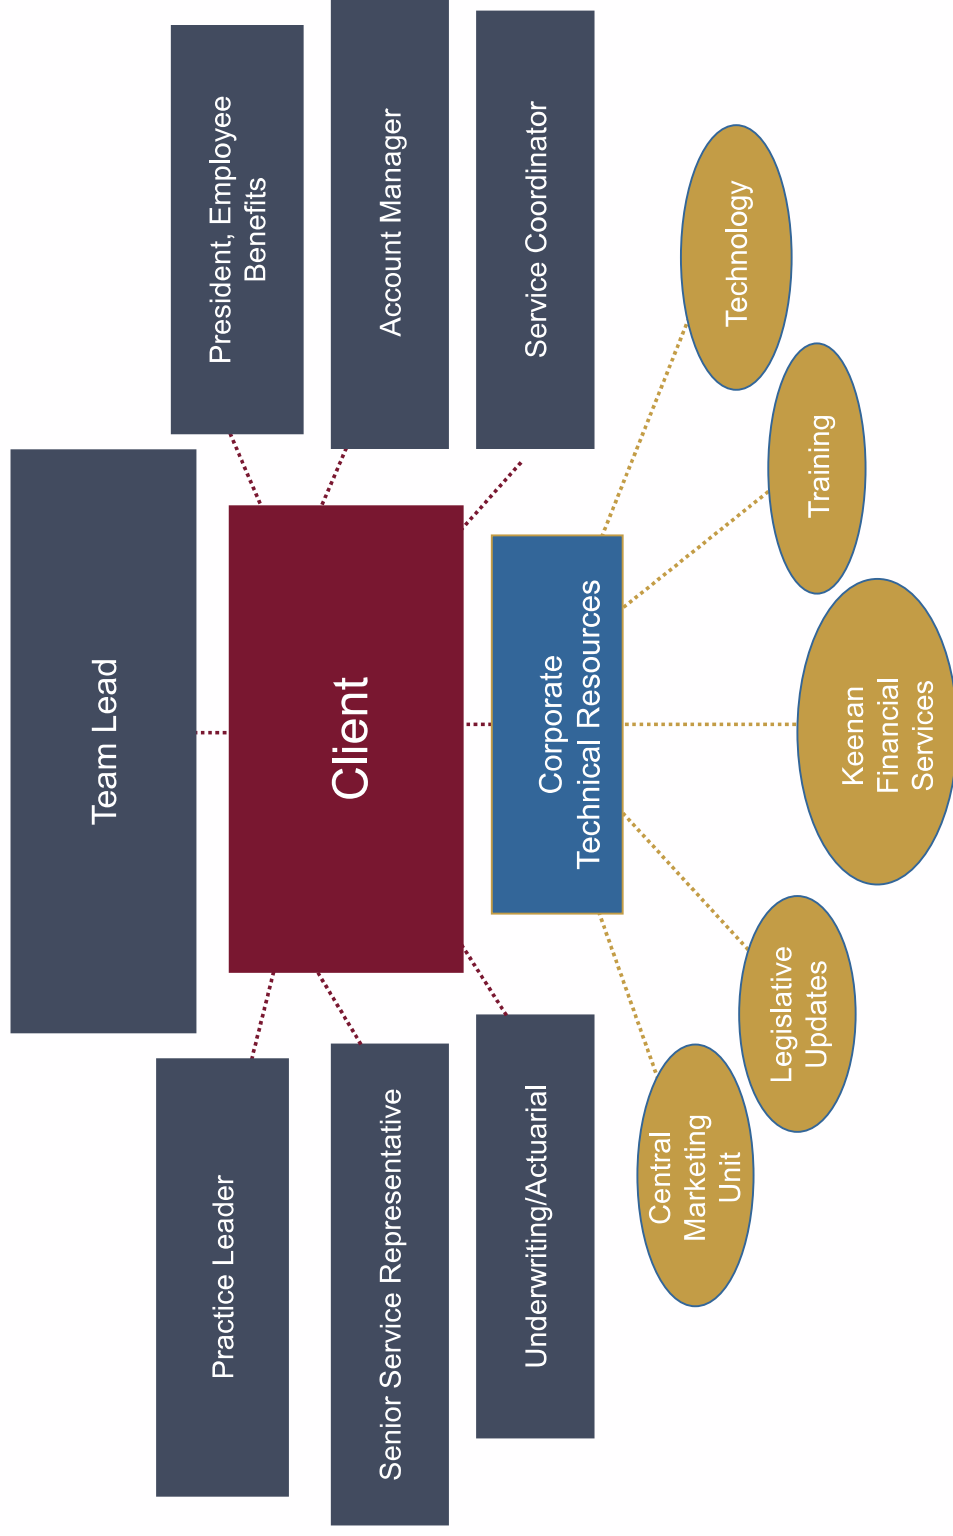 Team Lead
Practice Leader
President, Employee
Benefits
Client
Senior Service Representative
Account Manager
Underwriting/Actuarial
Service Coordinator
Corporate
Technical Resources
Central
Marketing
Unit
Legislative
Updates
Keenan
Financial
Services
Training
Technology